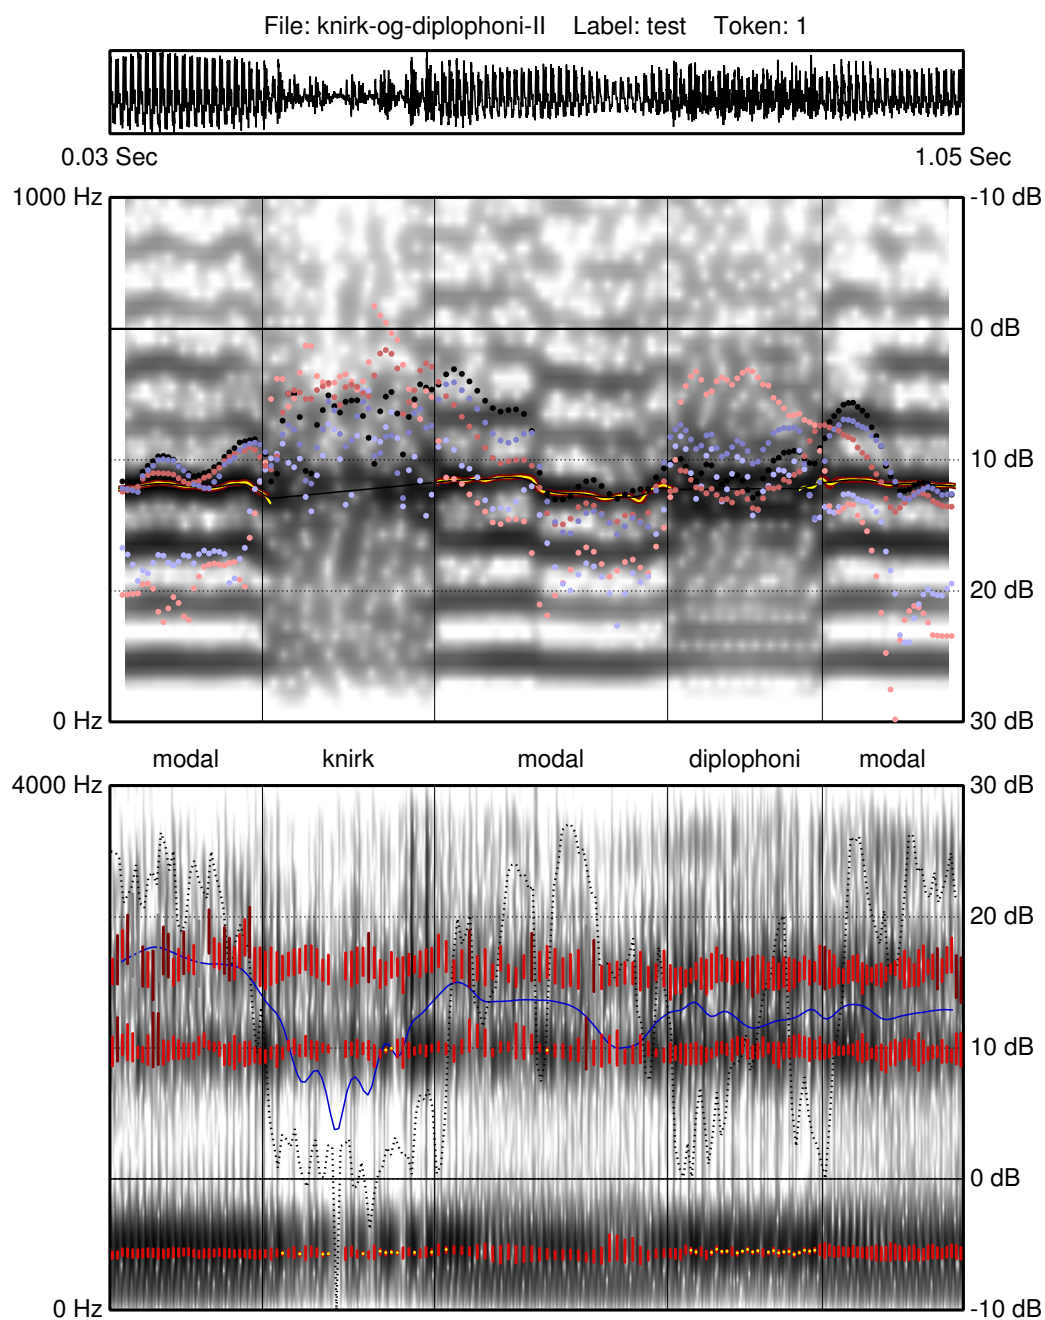 File: knirk-og-diplophoni-II Label: test Token: 1
0.03 Sec 1.05 Sec
1000 Hz -10 dB
0 dB
10 dB
20 dB
0 Hz 30 dB
modal knirk modal diplophoni modal
4000 Hz 30 dB
20 dB
10 dB
0 dB
0 Hz -10 dB